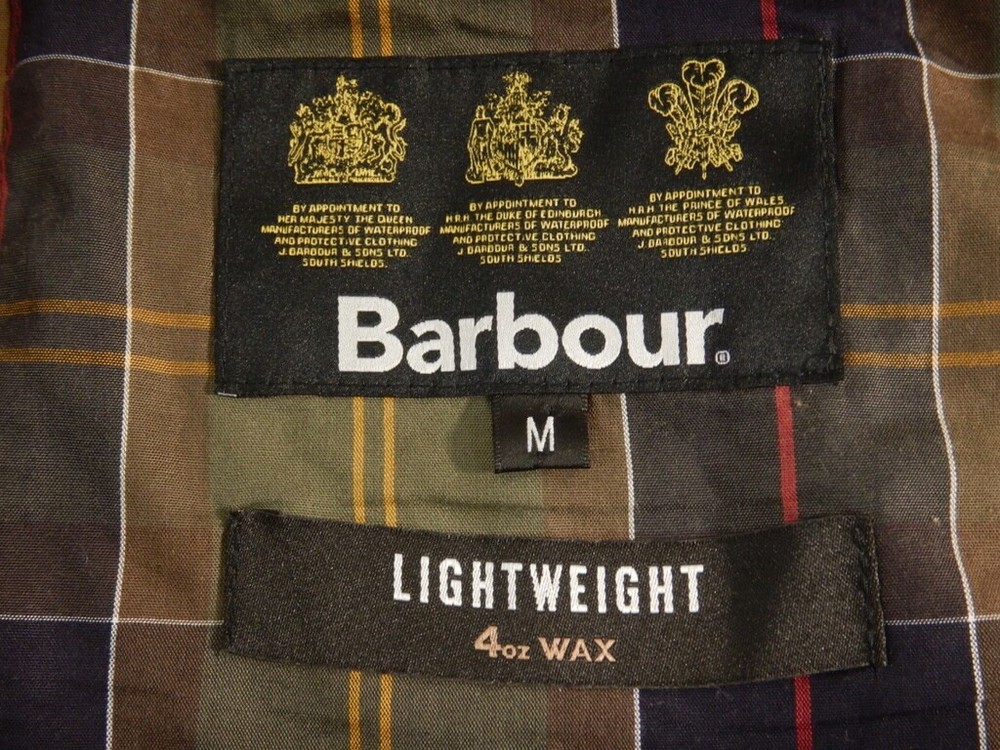 BY APPOINTMENT TO
HER MAJESTY THE QUEEN
MANUFACTURERS OF WATERPROOF
AND PROTECTIVE CLOTHING
J. BARBOUR & SONS LTD.
SOUTH SHIELDS.
BY APPOINTMENT TO
H.R.H. THE DUKE OF EDINBURGH
MANUFACTURERS OF WATERPROOF
AND PROTECTIVE CLOTHING
J. BARBOUR & SONS LTD.
SOUTH SHIELDS
BY APPOINTMENT TO
H.R.H. THE PRINCE OF WALES
MANUFACTURERS OF WATERPROOF
AND PROTECTIVE CLOTHING
J. BARBOUR & SONS LTD.
SOUTH SHIELDS
Barbour®
M
LIGHTWEIGHT
4oz WAX